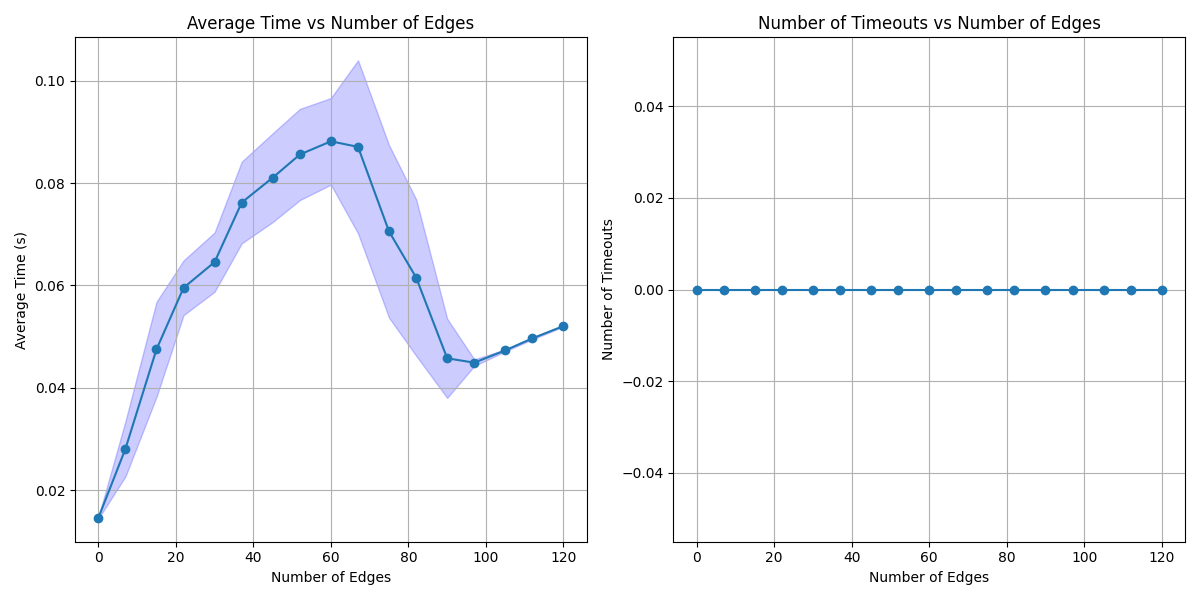 Average Time vs Number of Edges
Average Time (s)
0.10
0.08
0.06
0.04
0.02
0 20 40 60 80 100 120
Number of Edges
Number of Timeouts vs Number of Edges
Number of Timeouts
0.04
0.02
0.00
−0.02
−0.04
0 20 40 60 80 100 120
Number of Edges